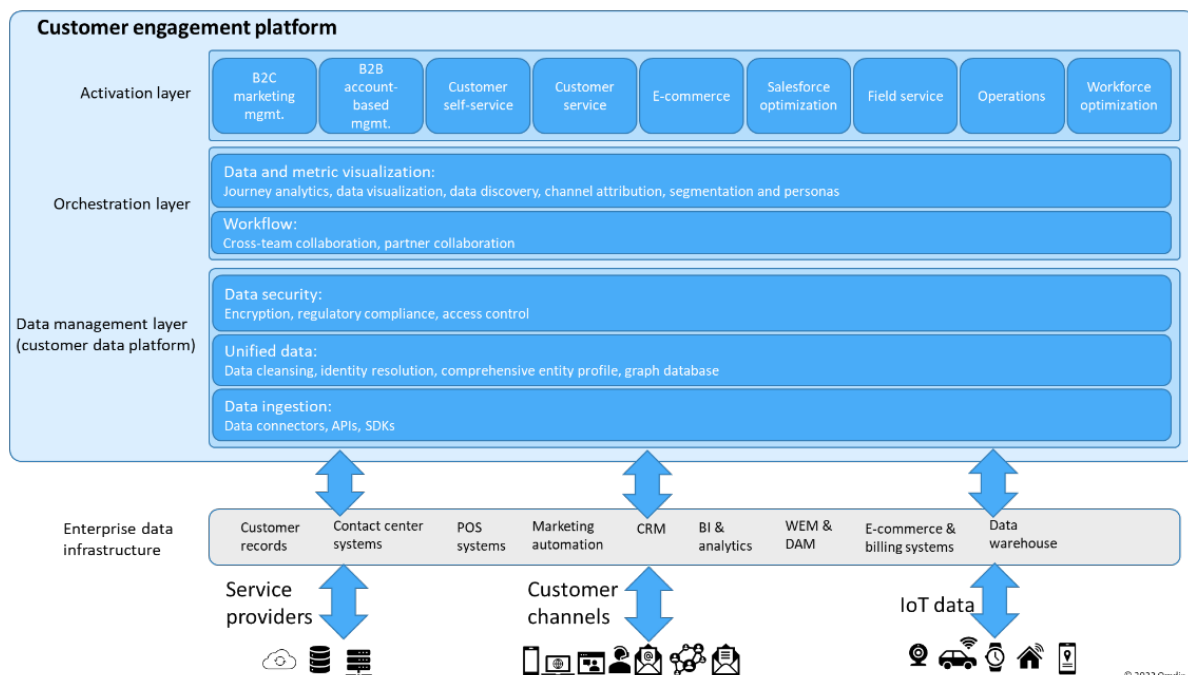 Customer engagement platform
Activation layer
B2C
marketing
mgmt.
B2B
account-
based
mgmt.
Customer
self-service
Customer
service
E-commerce
Salesforce
optimization
Field service
Operations
Workforce
optimization
Orchestration layer
Data and metric visualization:
Journey analytics, data visualization, data discovery, channel attribution, segmentation and personas
Workflow:
Cross-team collaboration, partner collaboration
Data management layer
(customer data platform)
Data security:
Encryption, regulatory compliance, access control
Unified data:
Data cleansing, identity resolution, comprehensive entity profile, graph database
Data ingestion:
Data connectors, APIs, SDKs
Enterprise data
infrastructure
Customer
records
Contact center
systems
POS
systems
Marketing
automation
CRM
BI &
analytics
WEM &
DAM
E-commerce &
billing systems
Data
warehouse
Service
providers
Customer
channels
IoT data